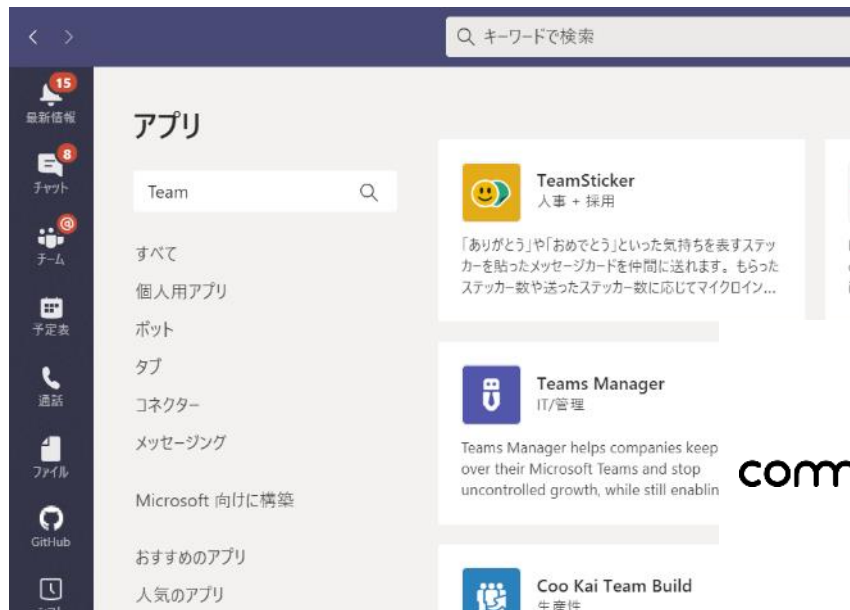 キーワードで検索
15
最新情報
8
チャット
@
チーム
予定表
通話
ファイル
GitHub
アプリ
Team
すべて
個人用アプリ
ボット
タブ
コネクター
メッセージング
Microsoft 向けに構築
おすすめのアプリ
人気のアプリ
TeamSticker
人事 + 採用
「ありがとう」や「おめでとう」といった気持ちを表すステッ
カーを貼ったメッセージカードを仲間に送れます。もらった
ステッカー数や送ったステッカー数に応じてマイクロイン...
Teams Manager
IT/管理
Teams Manager helps companies keep
over their Microsoft Teams and stop
uncontrolled growth, while still enablin
Coo Kai Team Build
生産性